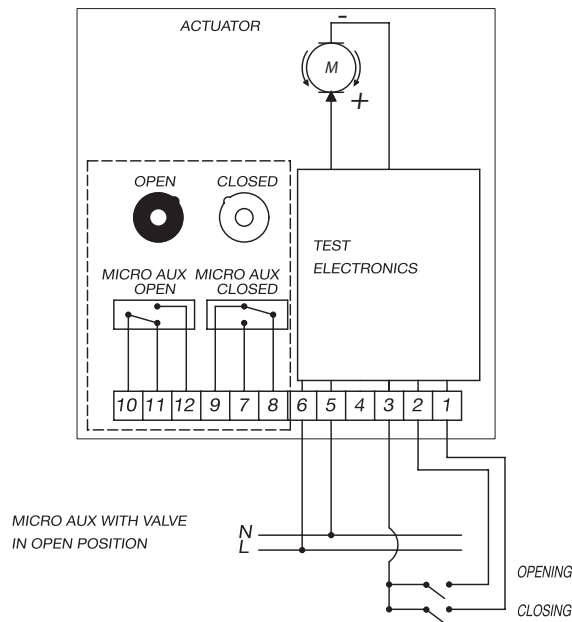 ACTUATOR
-
M
+
OPEN
CLOSED
TEST
ELECTRONICS
MICRO AUX
OPEN
MICRO AUX
CLOSED
10 11 12 9 7 8 6 5 4 3 2 1
MICRO AUX WITH VALVE
IN OPEN POSITION
N
L
OPENING
CLOSING